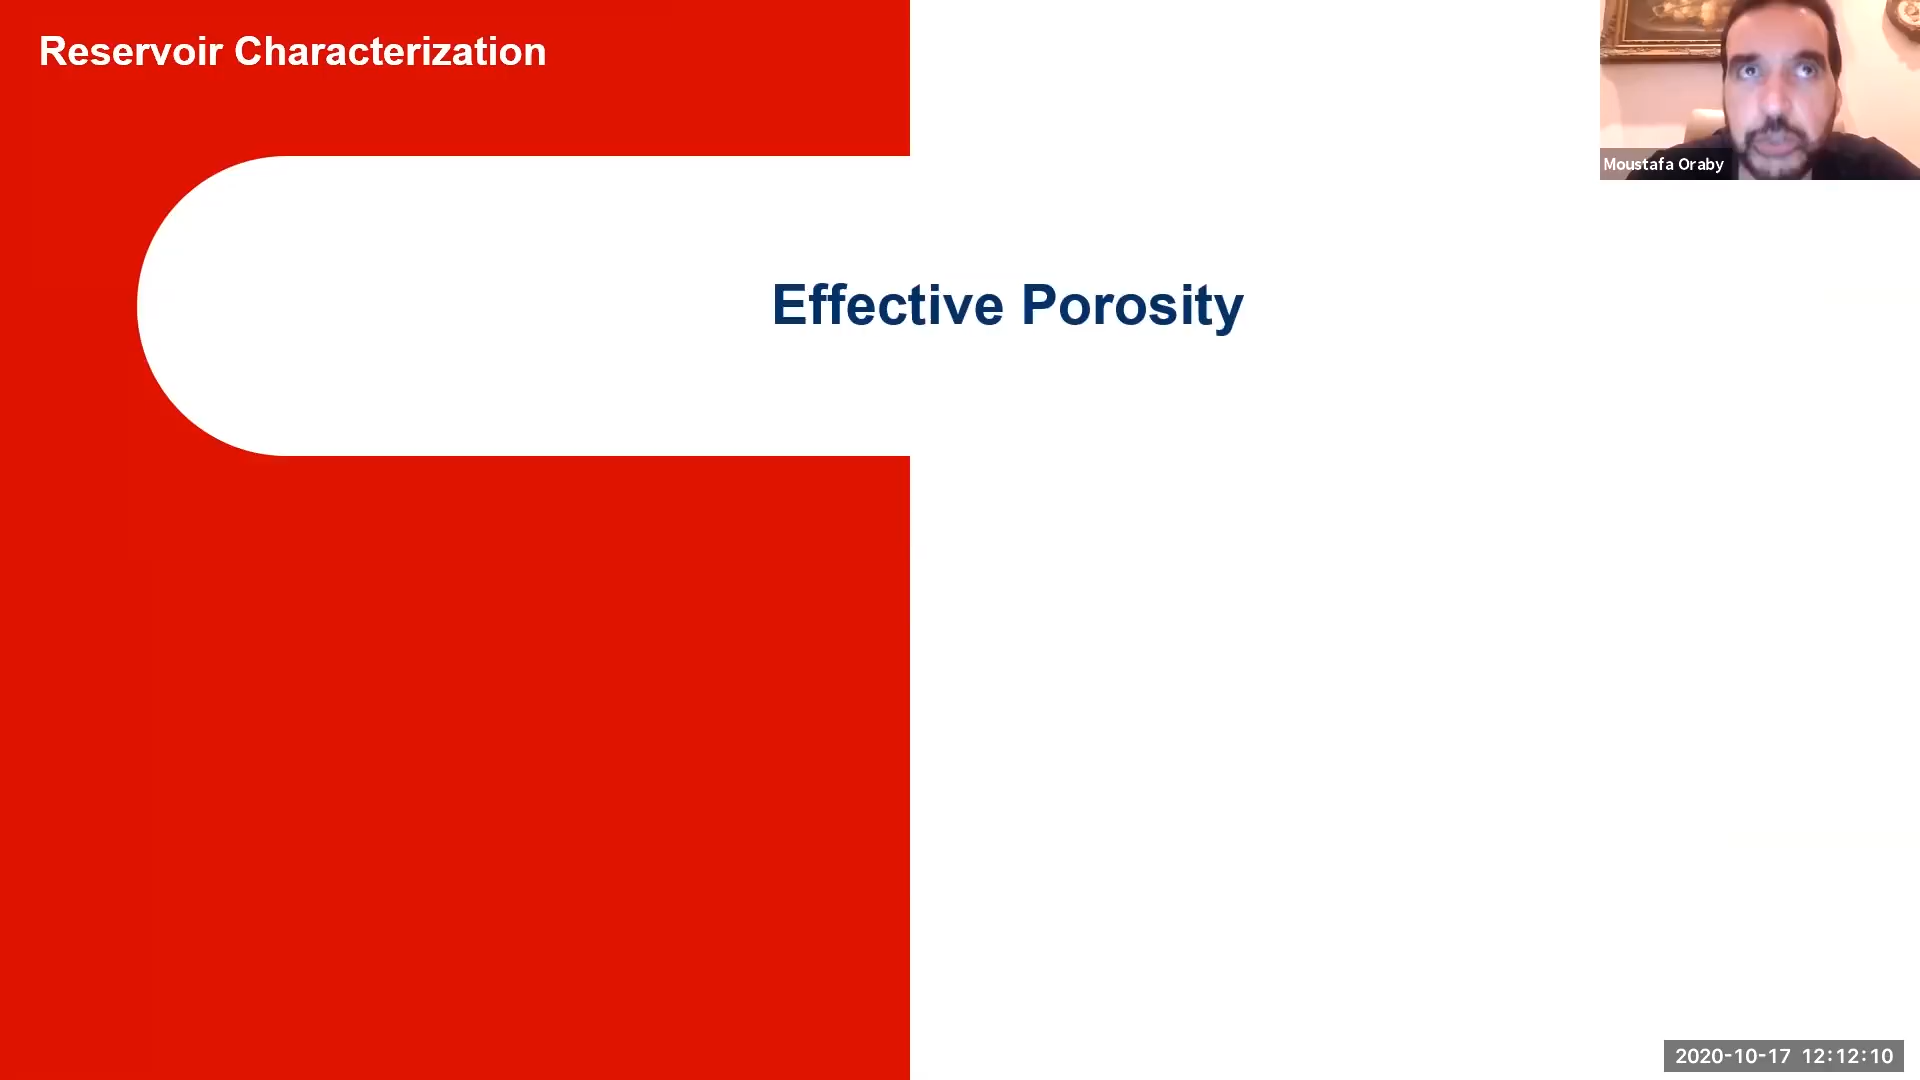 Reservoir Characterization
Moustafa Oraby
Effective Porosity
2020-10-17 12:12:10